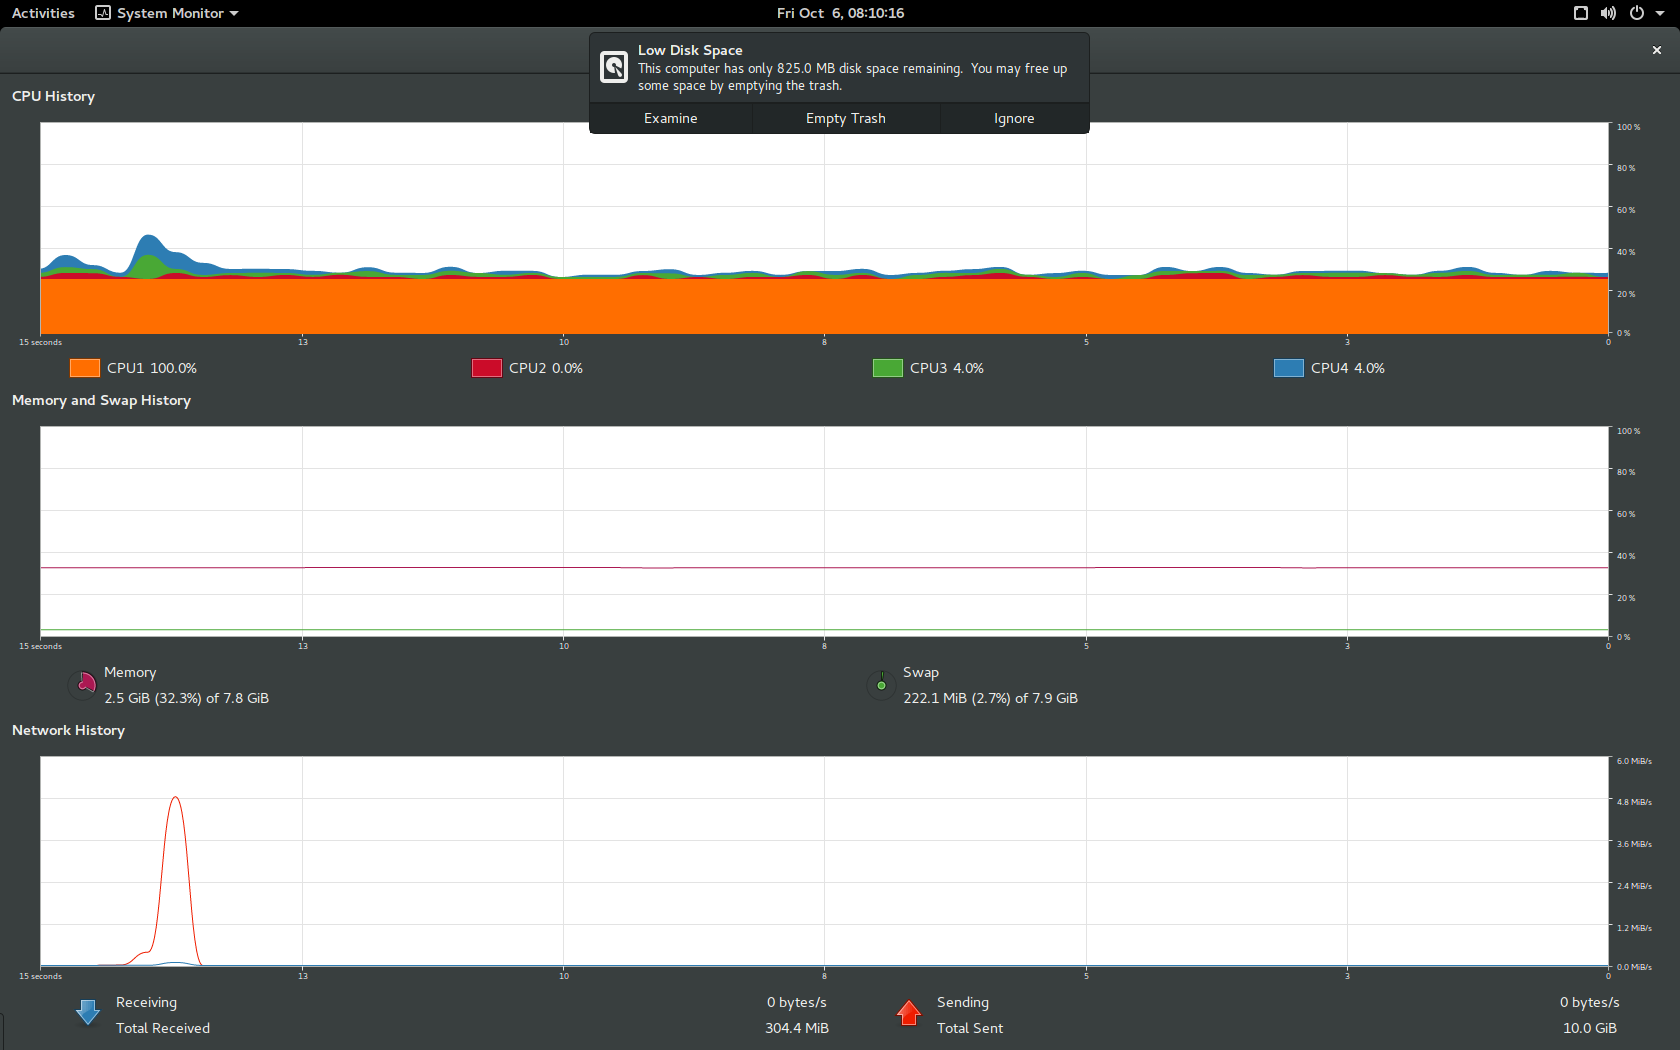 Activities
System Monitor
Fri Oct 6, 08:10:16
Low Disk Space
This computer has only 825.0 MB disk space remaining. You may free up
some space by emptying the trash.
Examine
Empty Trash
Ignore
CPU History
100 %
80 %
60 %
40 %
20 %
0 %
15 seconds
13
10
8
5
3
0
CPU1 100.0%
CPU2 0.0%
CPU3 4.0%
CPU4 4.0%
Memory and Swap History
100 %
80 %
60 %
40 %
20 %
0 %
15 seconds
13
10
8
5
3
0
Memory
2.5 GiB (32.3%) of 7.8 GiB
Swap
222.1 MiB (2.7%) of 7.9 GiB
Network History
6.0 MiB/s
4.8 MiB/s
3.6 MiB/s
2.4 MiB/s
1.2 MiB/s
0.0 MiB/s
15 seconds
13
10
8
5
3
0
Receiving
0 bytes/s
Total Received
304.4 MiB
Sending
0 bytes/s
Total Sent
10.0 GiB